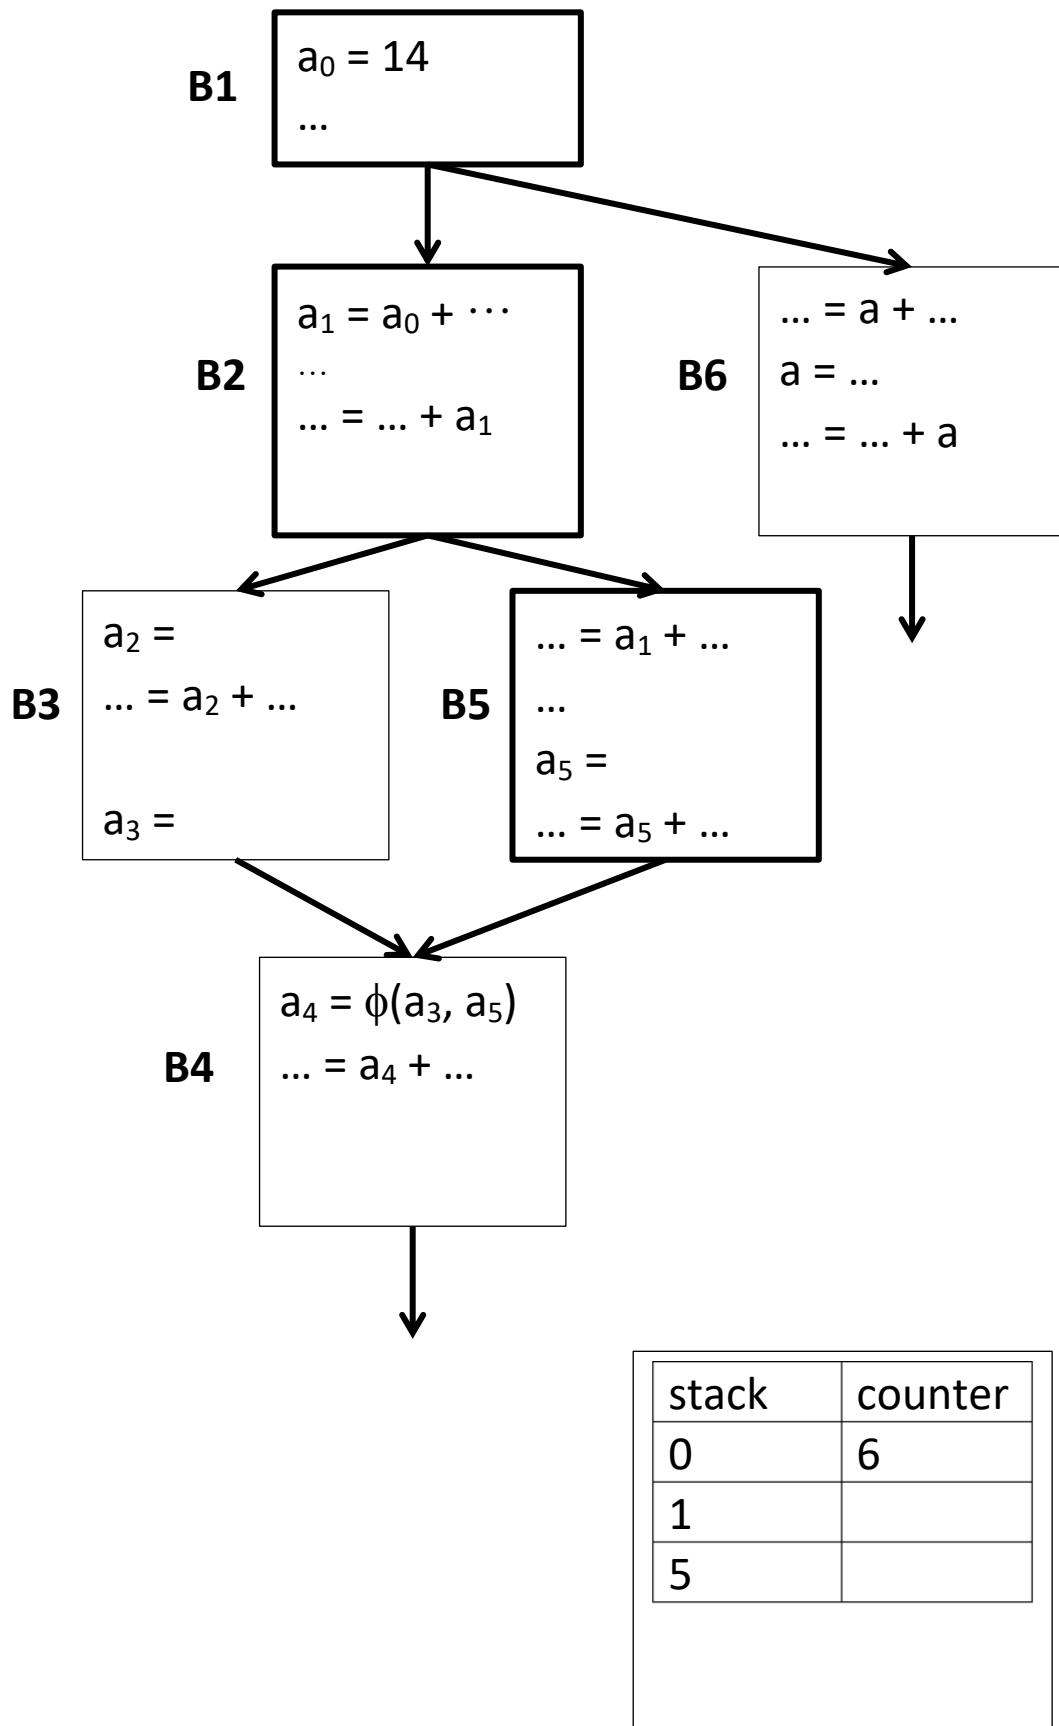 B1
a₀ = 14
...
B2
a₁ = a₀ + ⋯
...
... = ... + a₁
B6
... = a + ...
a = ...
... = ... + a
B3
a₂ =
... = a₂ + ...
a₃ =
B5
... = a₁ + ...
...
a₅ =
... = a₅ + ...
B4
a₄ = ϕ(a₃, a₅)
... = a₄ + ...
stack counter
0 6
1
5